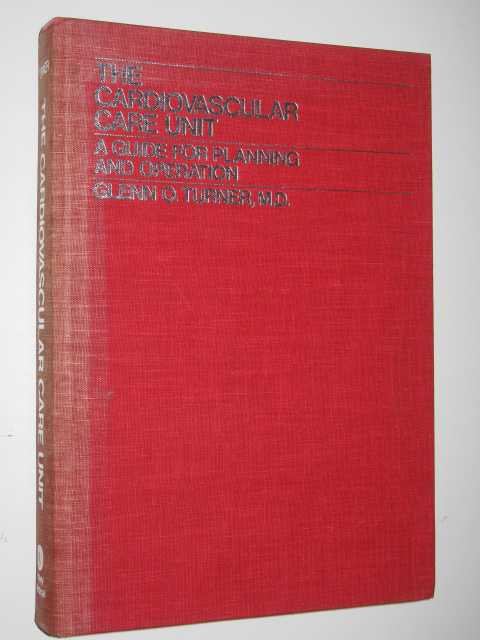 THE
CARDIOVASCULAR
CARE UNIT
A GUIDE FOR PLANNING
AND OPERATION
GLENN O. TURNER, M.D.
THE CARDIOVASCULAR CARE UNIT